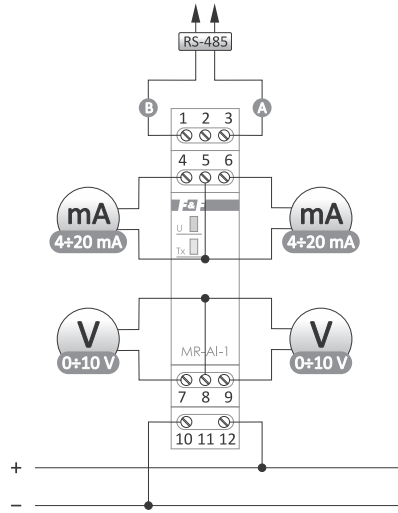 RS-485
B A
1 2 3
4 5 6
F&F
mA mA
4÷20 mA 4÷20 mA
U
Tx
V V
0÷10 V 0÷10 V
MR-AI-1
7 8 9
10 11 12
+
−